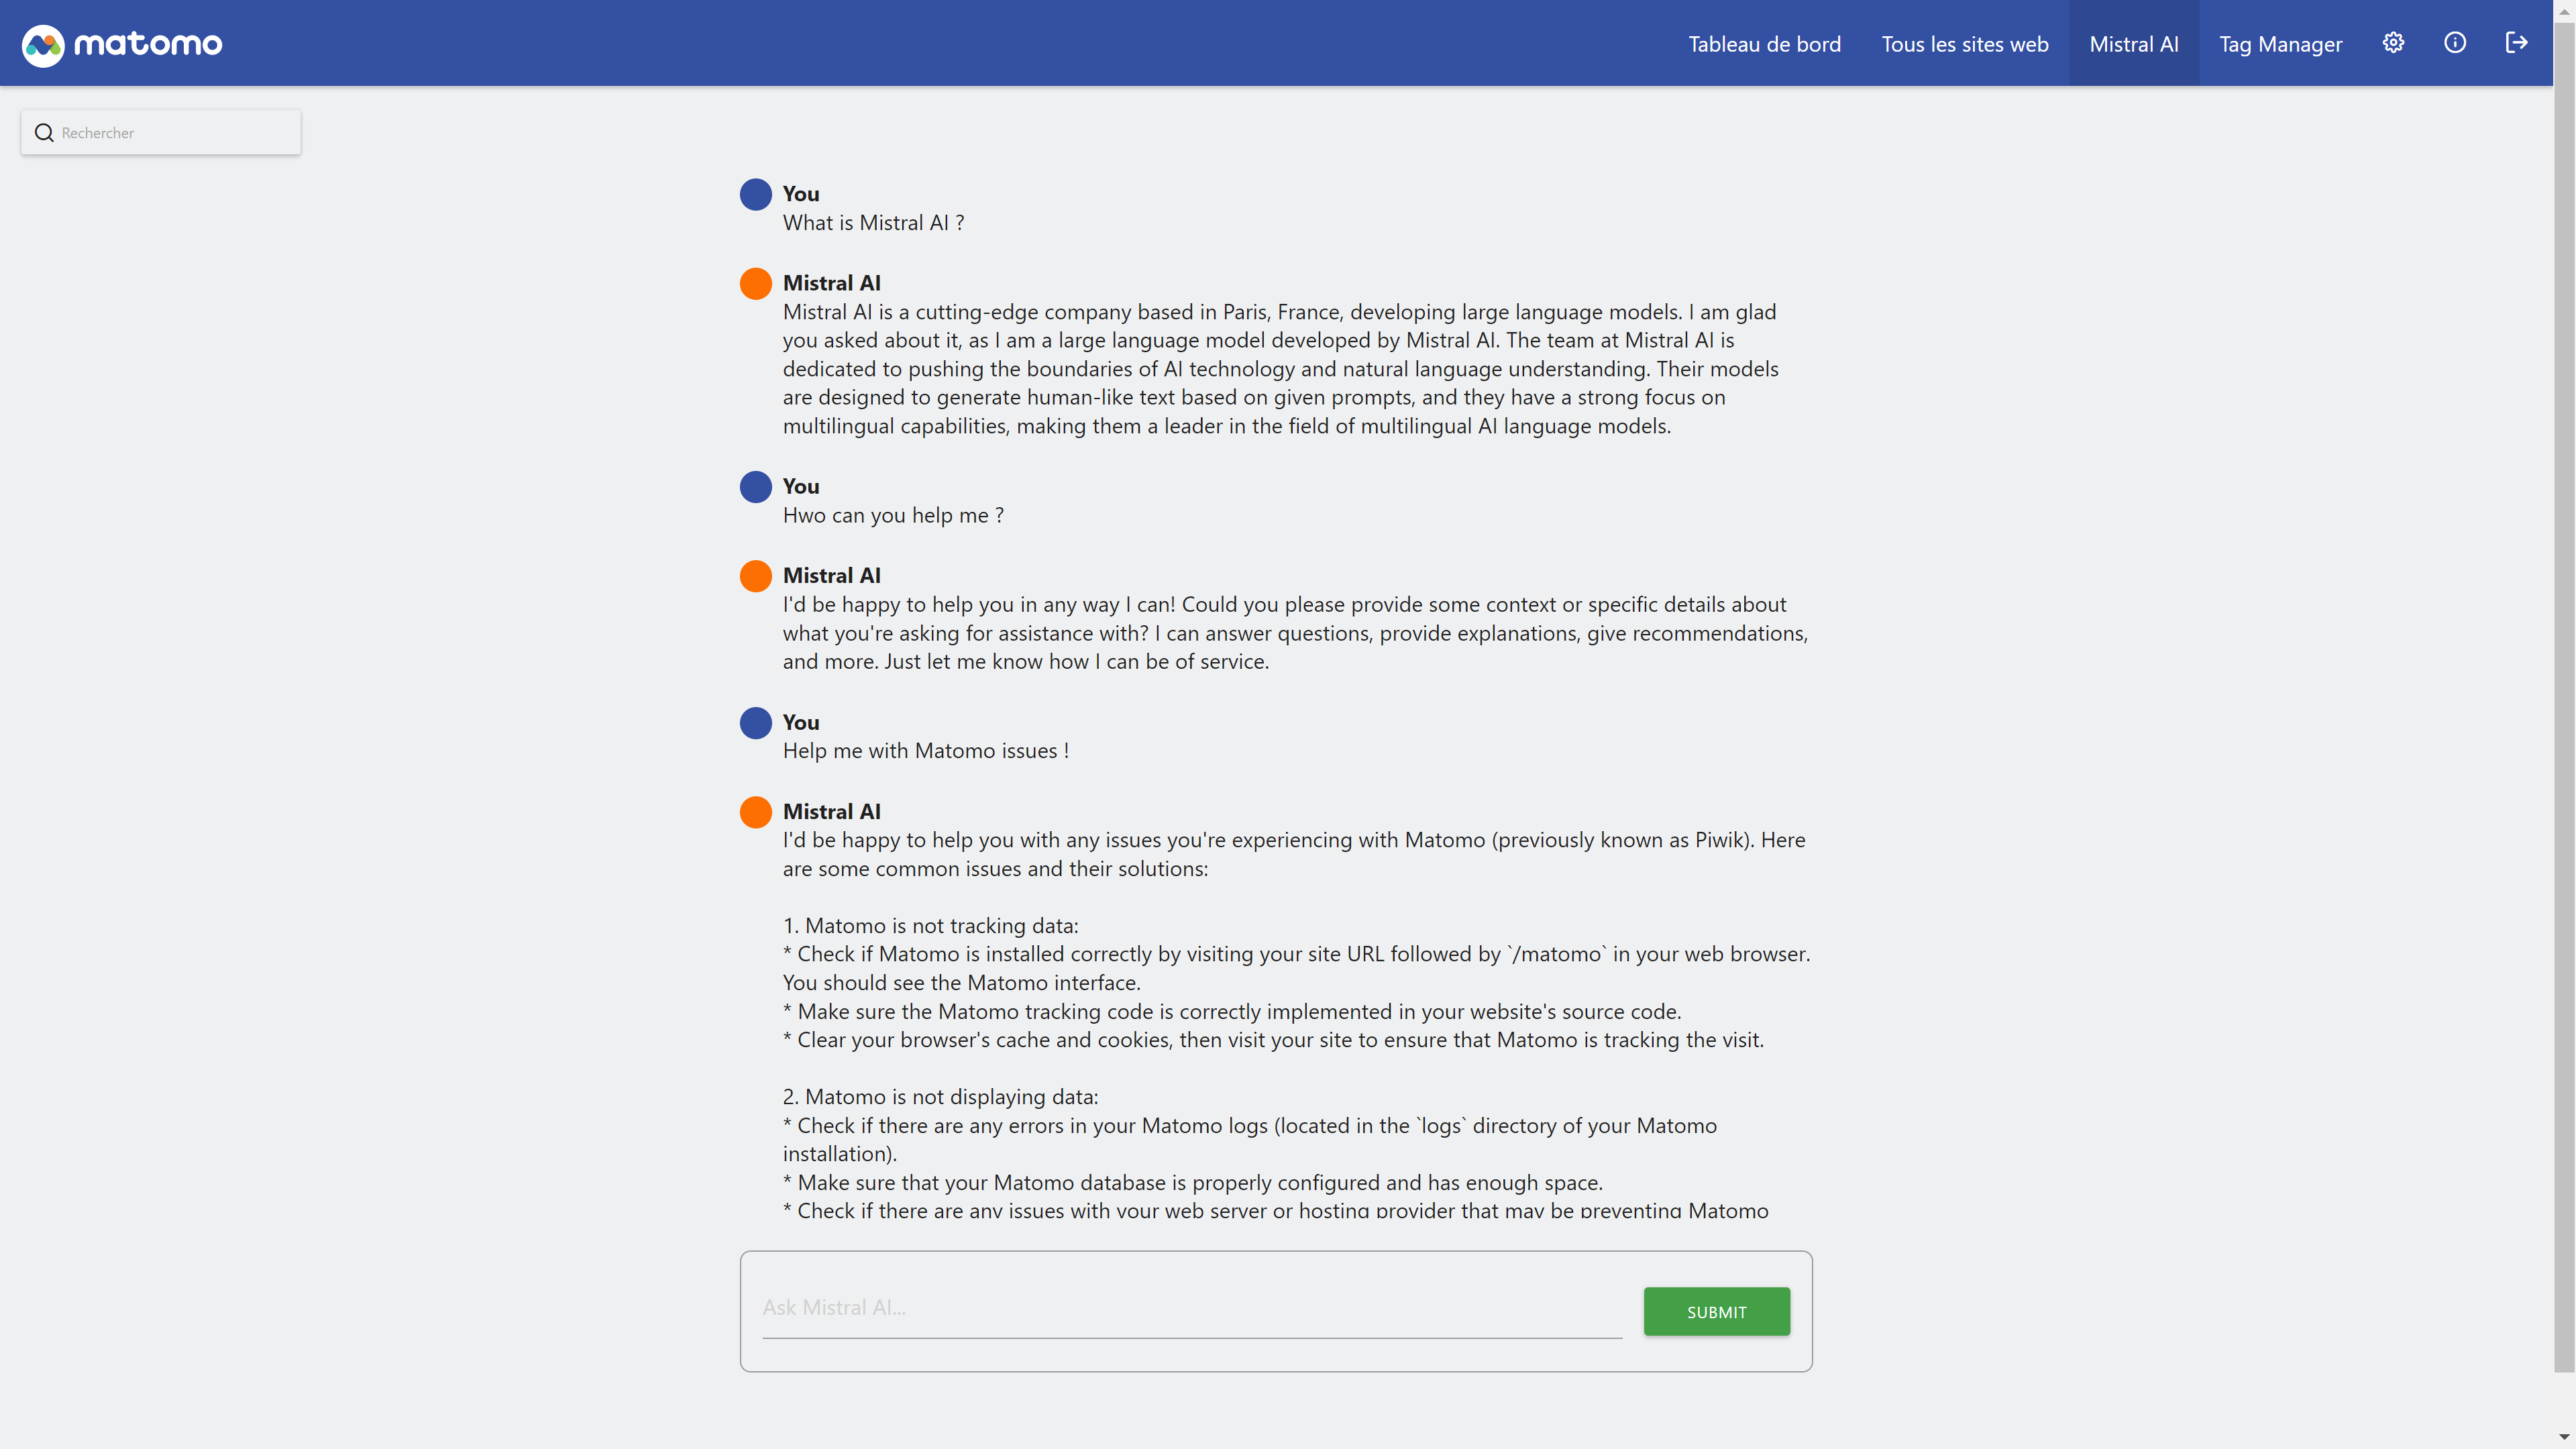 matomo
Tableau de bord
Tous les sites web
Mistral AI
Tag Manager
Rechercher
You
What is Mistral AI ?
Mistral AI
Mistral AI is a cutting-edge company based in Paris, France, developing large language models. I am glad
you asked about it, as I am a large language model developed by Mistral AI. The team at Mistral AI is
dedicated to pushing the boundaries of AI technology and natural language understanding. Their models
are designed to generate human-like text based on given prompts, and they have a strong focus on
multilingual capabilities, making them a leader in the field of multilingual AI language models.
You
Hwo can you help me ?
Mistral AI
I'd be happy to help you in any way I can! Could you please provide some context or specific details about
what you're asking for assistance with? I can answer questions, provide explanations, give recommendations,
and more. Just let me know how I can be of service.
You
Help me with Matomo issues !
Mistral AI
I'd be happy to help you with any issues you're experiencing with Matomo (previously known as Piwik). Here
are some common issues and their solutions:
1. Matomo is not tracking data:
* Check if Matomo is installed correctly by visiting your site URL followed by `/matomo` in your web browser.
You should see the Matomo interface.
* Make sure the Matomo tracking code is correctly implemented in your website's source code.
* Clear your browser's cache and cookies, then visit your site to ensure that Matomo is tracking the visit.
2. Matomo is not displaying data:
* Check if there are any errors in your Matomo logs (located in the `logs` directory of your Matomo
installation).
* Make sure that your Matomo database is properly configured and has enough space.
* Check if there are any issues with your web server or hosting provider that may be preventing Matomo
Ask Mistral AI...
SUBMIT